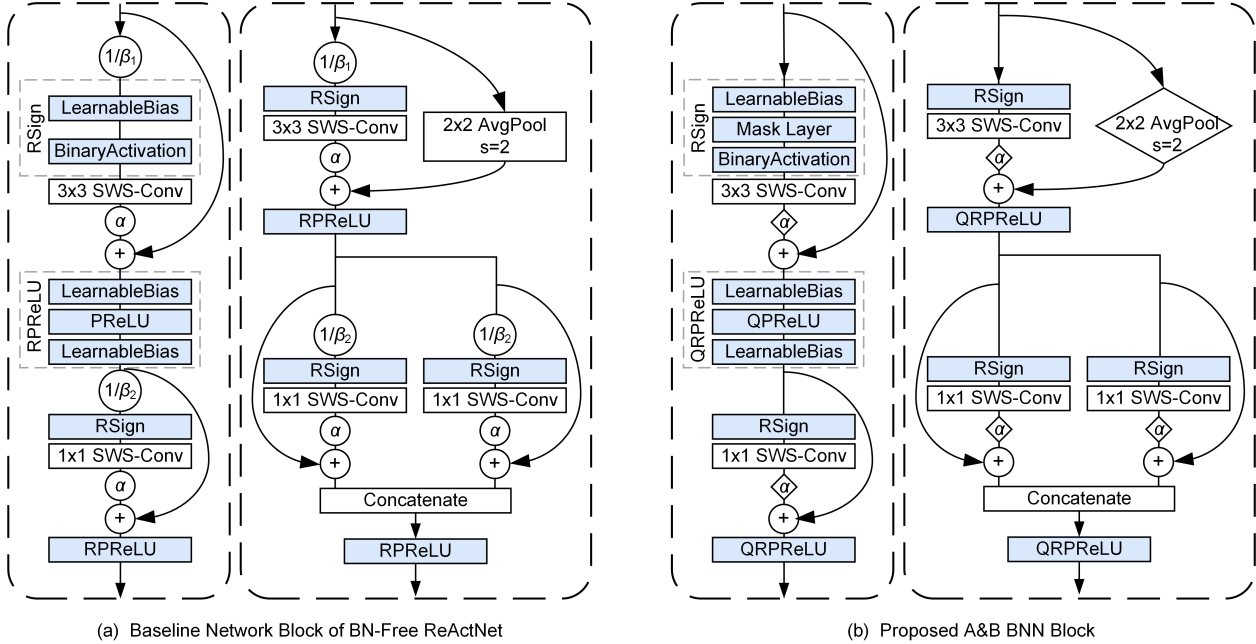 1/β1
RSign
LearnableBias
BinaryActivation
3x3 SWS-Conv
α
+
RPReLU
LearnableBias
PReLU
LearnableBias
1/β2
RSign
1x1 SWS-Conv
α
+
RPReLU
1/β1
RSign
3x3 SWS-Conv
α
+
2x2 AvgPool
s=2
RPReLU
1/β2
1/β2
RSign
RSign
1x1 SWS-Conv
1x1 SWS-Conv
α
α
+
+
Concatenate
RPReLU
(a) Baseline Network Block of BN-Free ReActNet
RSign
LearnableBias
Mask Layer
BinaryActivation
3x3 SWS-Conv
α
+
QRPReLU
LearnableBias
QPReLU
LearnableBias
RSign
1x1 SWS-Conv
α
+
QRPReLU
RSign
3x3 SWS-Conv
α
+
2x2 AvgPool
s=2
QRPReLU
RSign
RSign
1x1 SWS-Conv
1x1 SWS-Conv
α
α
+
+
Concatenate
QRPReLU
(b) Proposed A&B BNN Block